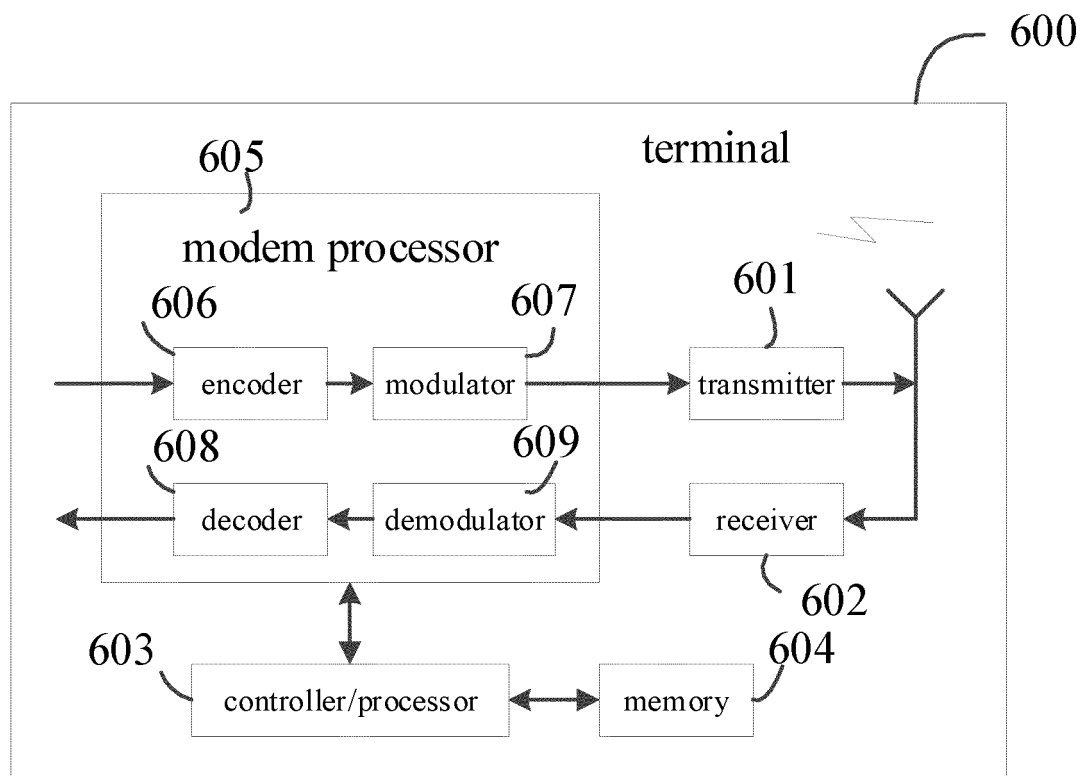 600
terminal
605
modem processor
606
607
601
encoder
modulator
transmitter
608
609
decoder
demodulator
receiver
602
603
604
controller/processor
memory